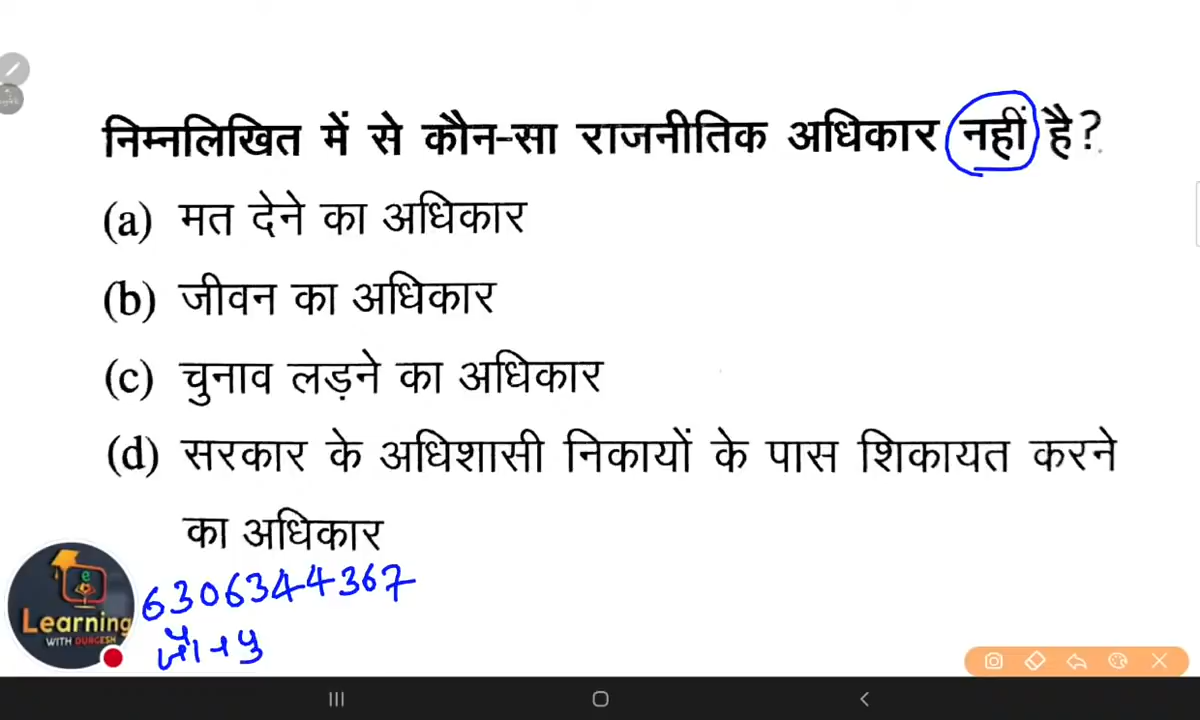 निम्नलिखित में से कौन-सा राजनीतिक अधिकार नहीं है?
(a) मत देने का अधिकार
(b) जीवन का अधिकार
(c) चुनाव लड़ने का अधिकार
(d) सरकार के अधिशासी निकायों के पास शिकायत करने
का अधिकार
6306344367
e
Learning
WITH DURGESH